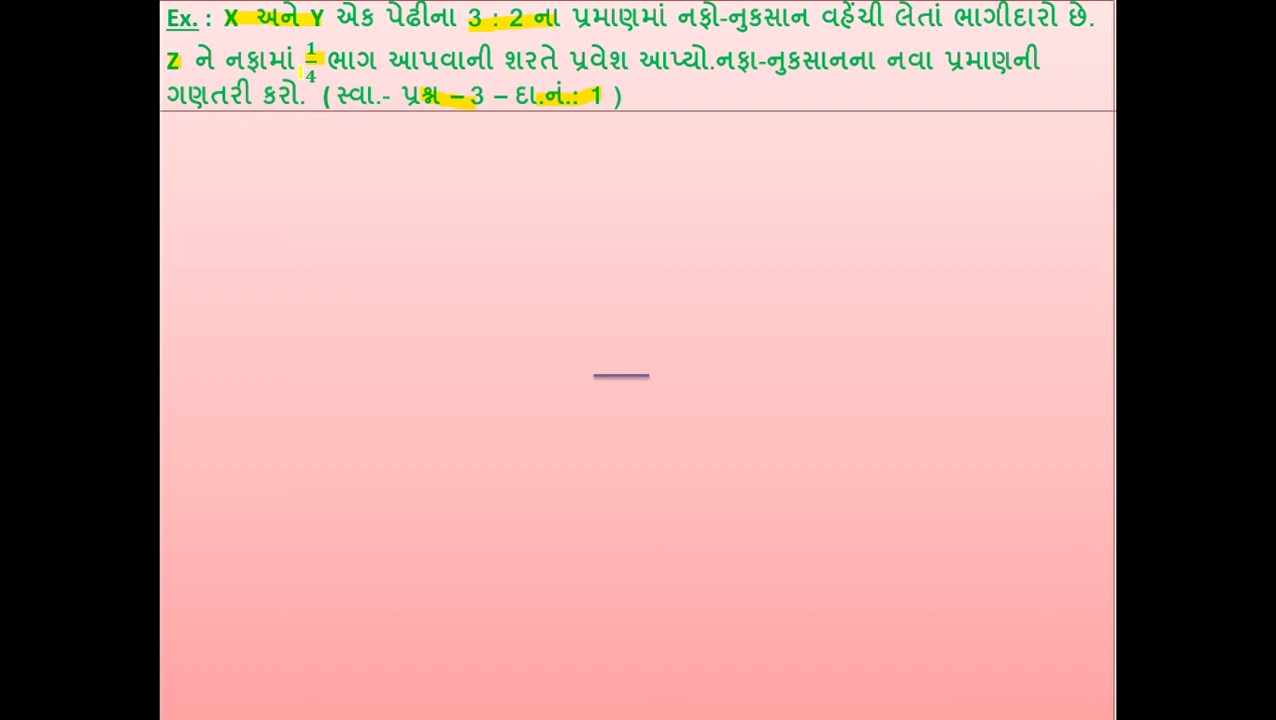 Ex. : X અને Y એક પેઢીના 3 : 2 ના પ્રમાણમાં નફો-નુકસાન વહેંચી લેતાં ભાગીદારો છે.
Z ને નફામાં 1/4 ભાગ આપવાની શરતે પ્રવેશ આપ્યો.નફા-નુકસાનના નવા પ્રમાણની
ગણતરી કરો. ( સ્વા.- પ્રશ્ન – 3 – દા.નં.: 1 )